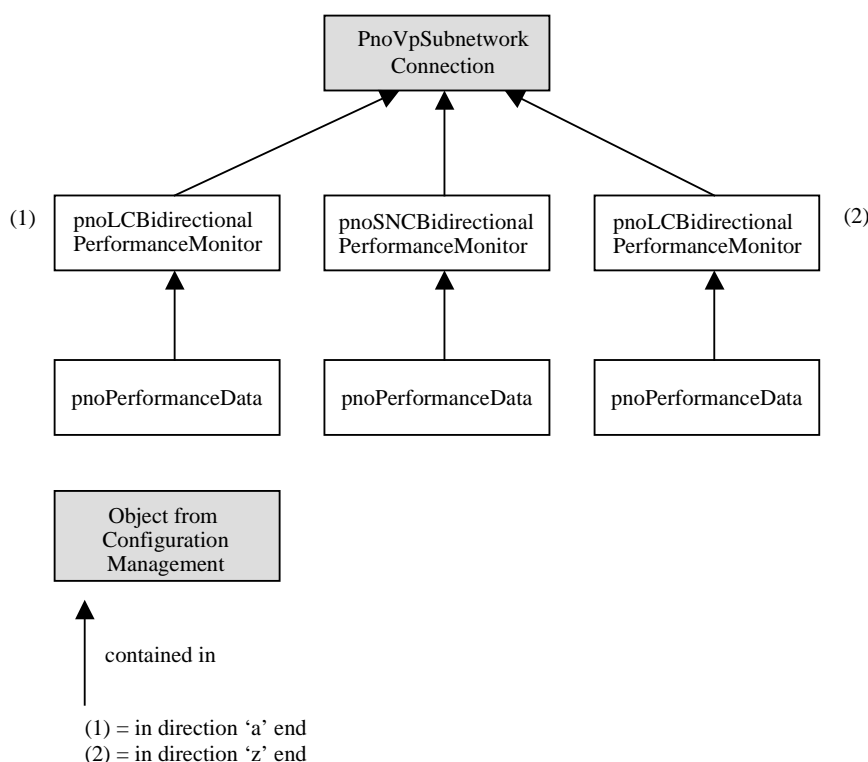 PnoVpSubnetwork
Connection
(1)
pnoLCBidirectional
PerformanceMonitor
pnoSNCBidirectional
PerformanceMonitor
pnoLCBidirectional
PerformanceMonitor
(2)
pnoPerformanceData
pnoPerformanceData
pnoPerformanceData
Object from
Configuration
Management
contained in
(1) = in direction ‘a’ end
(2) = in direction ‘z’ end